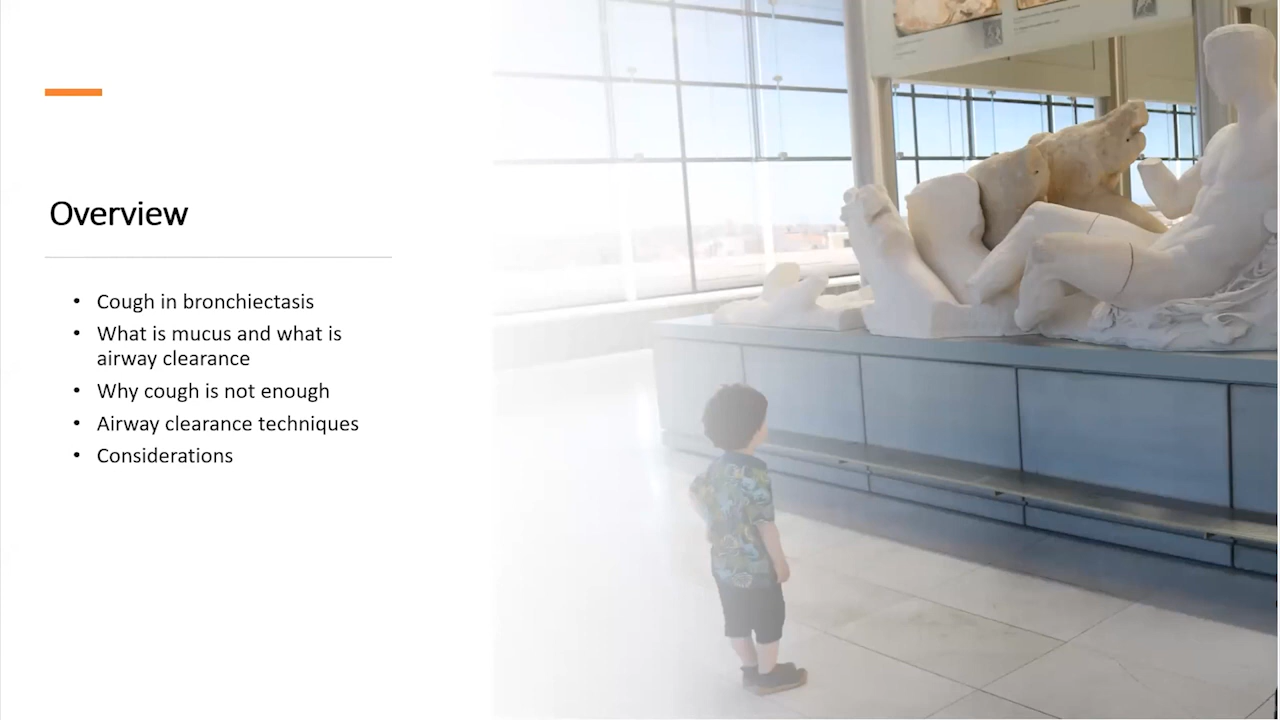 Overview
• Cough in bronchiectasis
• What is mucus and what is
airway clearance
• Why cough is not enough
• Airway clearance techniques
• Considerations